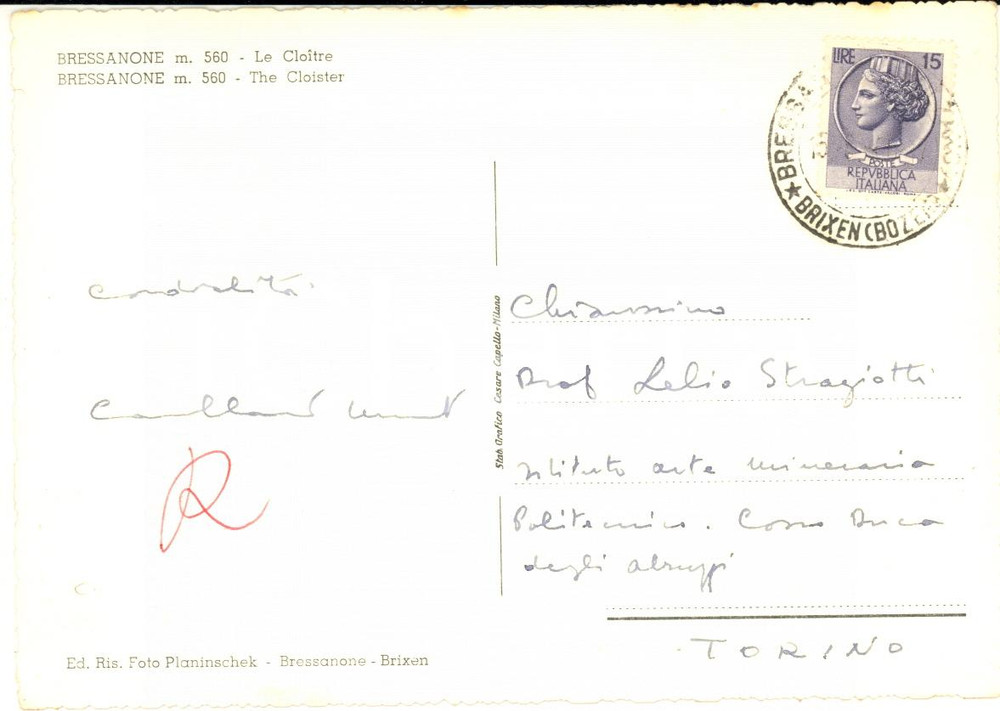 BRESSANONE m. 560 - Le Cloître
BRESSANONE m. 560 - The Cloister
LIRE 15
POSTE
REPVBBLICA
ITALIANA
★ BRIXEN (BOZ
Cordialità
R
Stab. Grafico Cesare Capello - Milano
Chiarissimo
Prof Lelio Stragiotti
Istituto arte mineraria
Politecnico. Corso Duca
degli abruzzi
TORINO
Ed. Ris. Foto Planinschek - Bressanone - Brixen